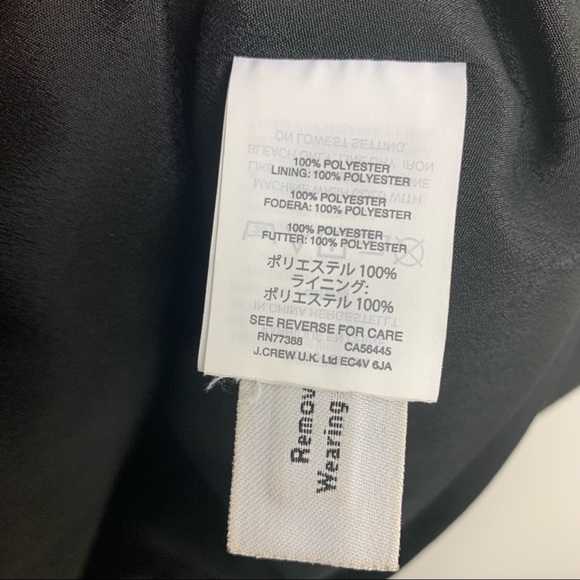 100% POLYESTER
LINING: 100% POLYESTER
100% POLYESTER
FODERA: 100% POLYESTER
100% POLYESTER
FUTTER: 100% POLYESTER
ポリエステル 100%
ライニング:
ポリエステル 100%
SEE REVERSE FOR CARE
RN77388 CA56445
J.CREW U.K. Ltd EC4V 6JA
Remov
Wearing